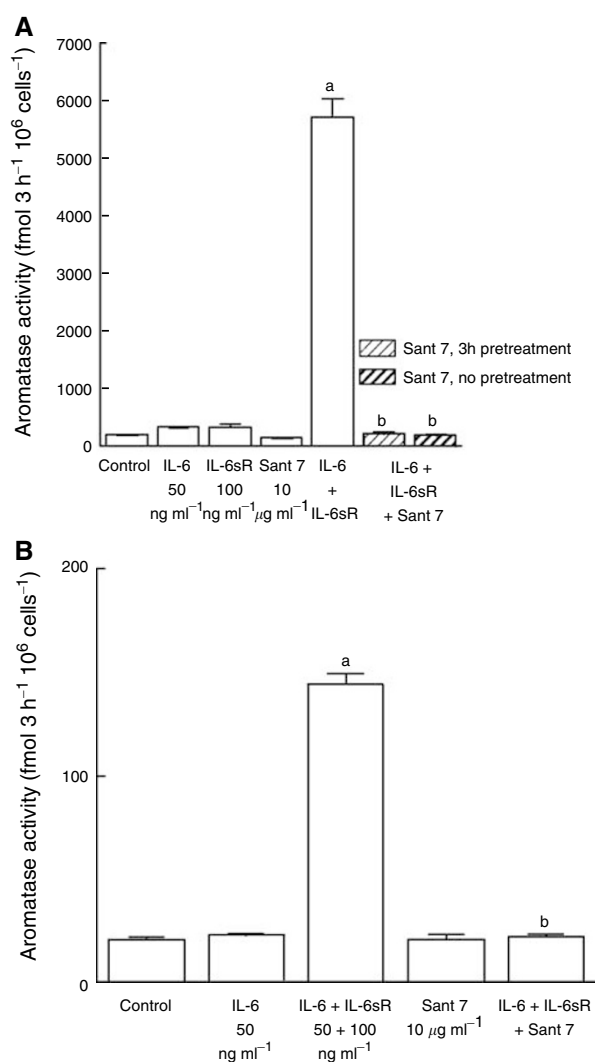 A
Aromatase activity (fmol 3 h⁻¹ 10⁶ cells⁻¹)
7000
6000
5000
4000
3000
2000
1000
0
a
Sant 7, 3h pretreatment
Sant 7, no pretreatment
b b
Control IL-6 IL-6sR Sant 7 IL-6 IL-6 +
50 100 10 + IL-6sR
ng ml⁻¹ ng ml⁻¹ μg ml⁻¹ IL-6sR + Sant 7
B
Aromatase activity (fmol 3 h⁻¹ 10⁶ cells⁻¹)
200
100
0
a
b
Control IL-6 IL-6 + IL-6sR Sant 7 IL-6 + IL-6sR
50 50 + 100 10 μg ml⁻¹ + Sant 7
ng ml⁻¹ ng ml⁻¹